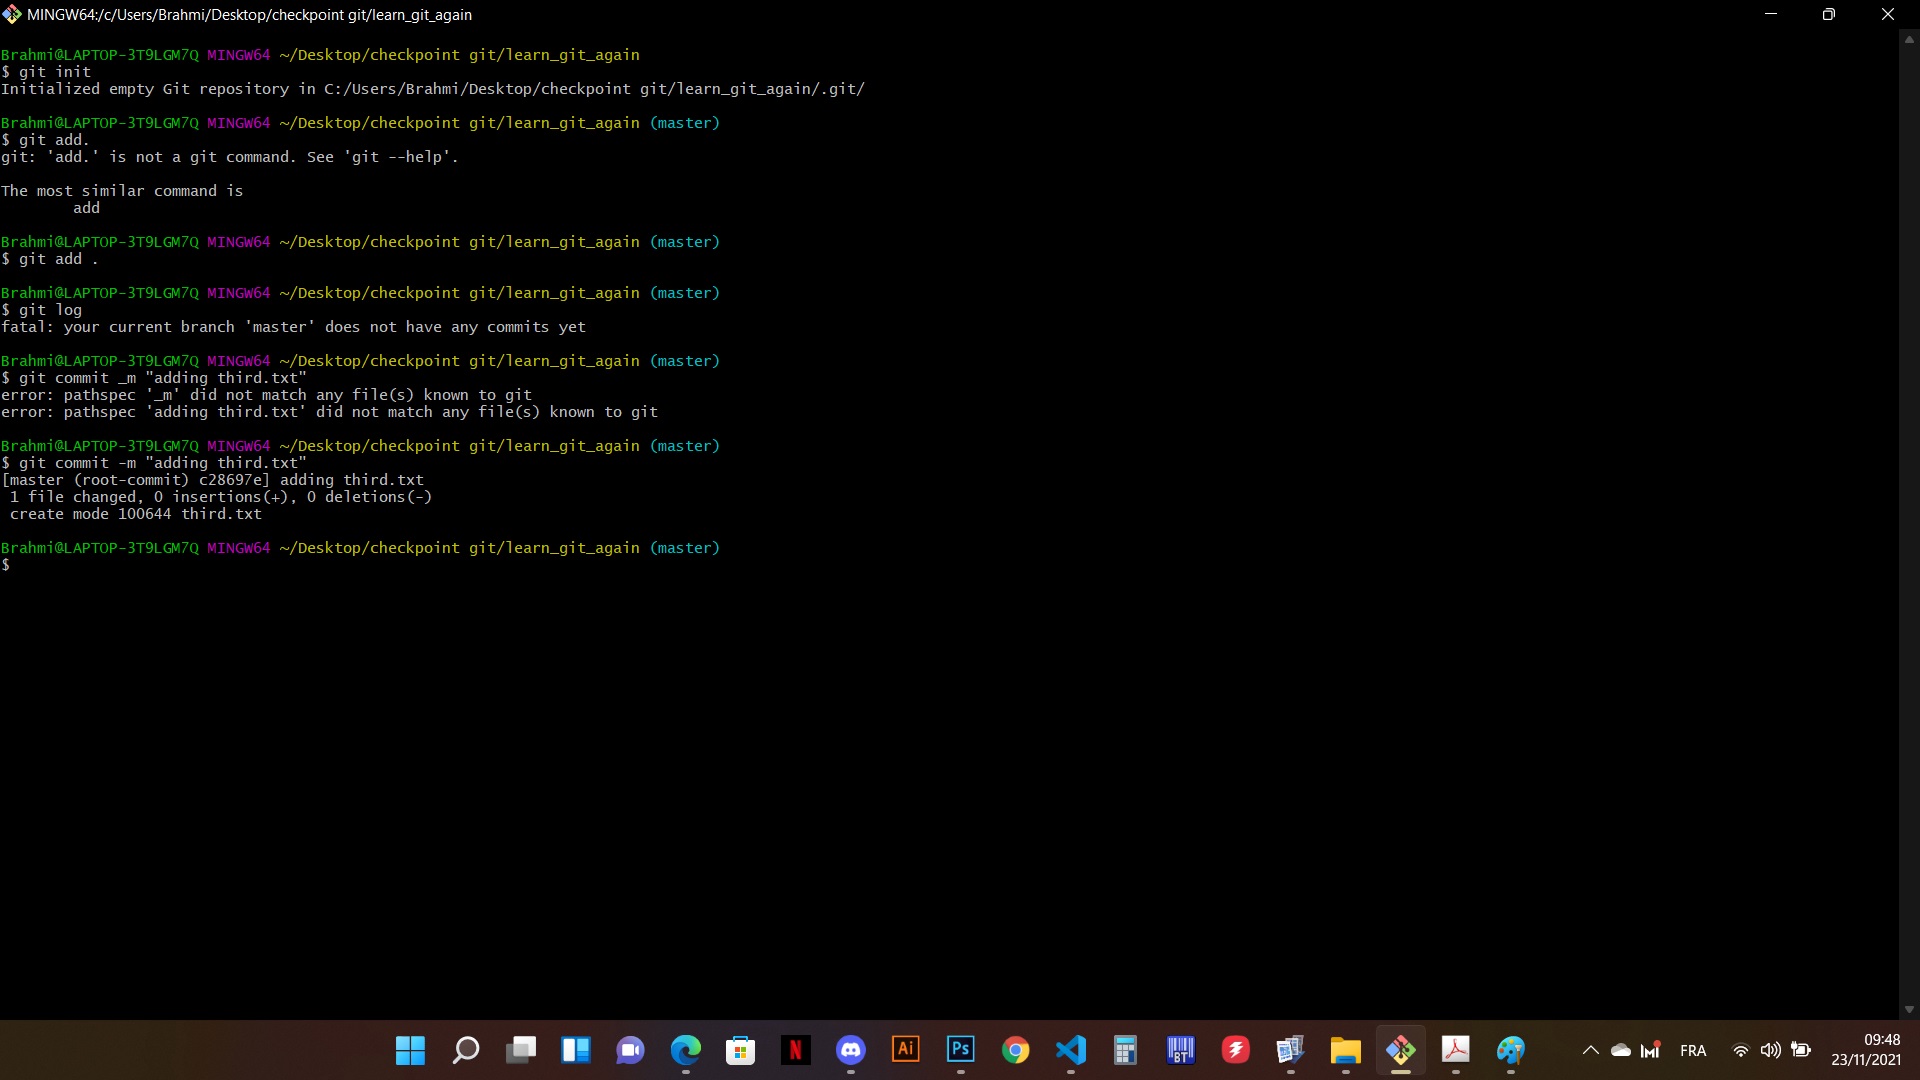 MINGW64:/c/Users/Brahmi/Desktop/checkpoint git/learn_git_again
Brahmi@LAPTOP-3T9LGM7Q MINGW64 ~/Desktop/checkpoint git/learn_git_again
$ git init
Initialized empty Git repository in C:/Users/Brahmi/Desktop/checkpoint git/learn_git_again/.git/
Brahmi@LAPTOP-3T9LGM7Q MINGW64 ~/Desktop/checkpoint git/learn_git_again (master)
$ git add.
git: 'add.' is not a git command. See 'git --help'.
The most similar command is
add
Brahmi@LAPTOP-3T9LGM7Q MINGW64 ~/Desktop/checkpoint git/learn_git_again (master)
$ git add .
Brahmi@LAPTOP-3T9LGM7Q MINGW64 ~/Desktop/checkpoint git/learn_git_again (master)
$ git log
fatal: your current branch 'master' does not have any commits yet
Brahmi@LAPTOP-3T9LGM7Q MINGW64 ~/Desktop/checkpoint git/learn_git_again (master)
$ git commit _m "adding third.txt"
error: pathspec '_m' did not match any file(s) known to git
error: pathspec 'adding third.txt' did not match any file(s) known to git
Brahmi@LAPTOP-3T9LGM7Q MINGW64 ~/Desktop/checkpoint git/learn_git_again (master)
$ git commit -m "adding third.txt"
[master (root-commit) c28697e] adding third.txt
1 file changed, 0 insertions(+), 0 deletions(-)
create mode 100644 third.txt
Brahmi@LAPTOP-3T9LGM7Q MINGW64 ~/Desktop/checkpoint git/learn_git_again (master)
$
N
Ai
Ps
BT
FRA
09:48
23/11/2021